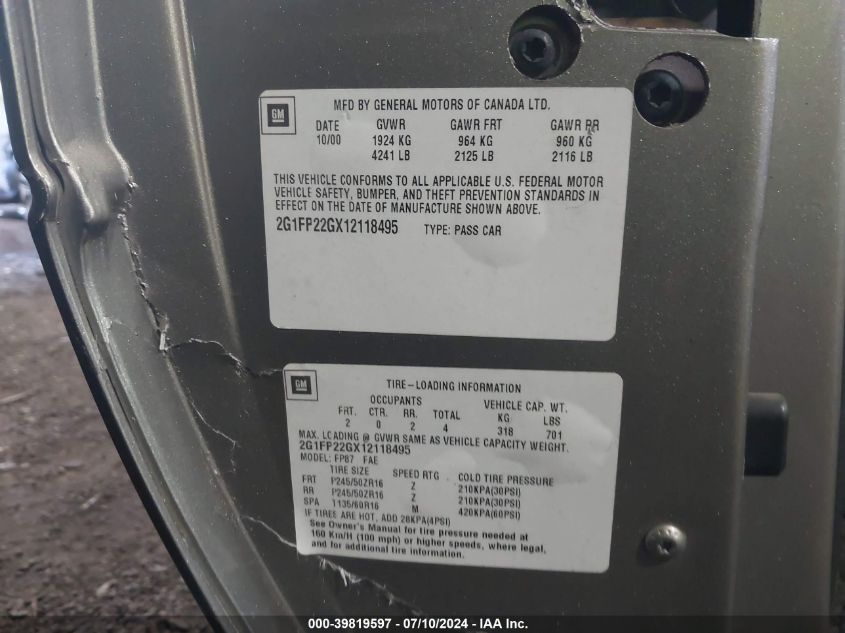 GM
MFD BY GENERAL MOTORS OF CANADA LTD.
DATE GVWR GAWR FRT GAWR RR
10/00 1924 KG 964 KG 960 KG
4241 LB 2125 LB 2116 LB
THIS VEHICLE CONFORMS TO ALL APPLICABLE U.S. FEDERAL MOTOR
VEHICLE SAFETY, BUMPER, AND THEFT PREVENTION STANDARDS IN
EFFECT ON THE DATE OF MANUFACTURE SHOWN ABOVE.
2G1FP22GX12118495 TYPE: PASS CAR
GM
TIRE-LOADING INFORMATION
OCCUPANTS VEHICLE CAP. WT.
FRT. CTR. RR. TOTAL KG LBS
2 0 2 4 318 701
MAX. LOADING @ GVWR SAME AS VEHICLE CAPACITY WEIGHT.
2G1FP22GX12118495
MODEL: FP87 FAE
TIRE SIZE SPEED RTG COLD TIRE PRESSURE
FRT P245/50ZR16 Z 210KPA(30PSI)
RR P245/50ZR16 Z 210KPA(30PSI)
SPA T135/60R16 M 420KPA(60PSI)
IF TIRES ARE HOT, ADD 28KPA(4PSI)
See Owner's Manual for tire pressure needed at
160 Km/H (100 mph) or higher speeds, where legal,
and for additional tire information.
000-39819597 - 07/10/2024 - IAA Inc.